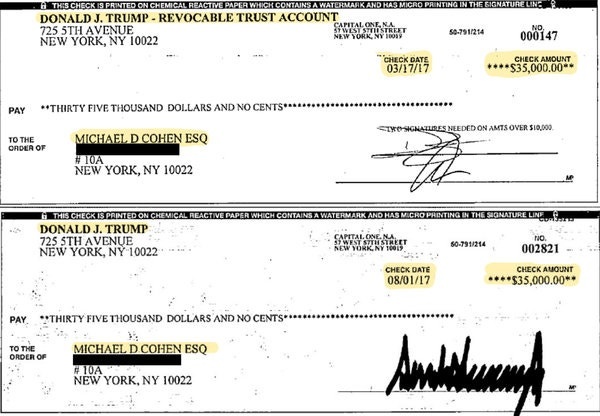 THIS CHECK IS PRINTED ON CHEMICAL REACTIVE PAPER WHICH CONTAINS A WATERMARK AND HAS MICRO PRINTING IN THE SIGNATURE LINE
DONALD J. TRUMP - REVOCABLE TRUST ACCOUNT
725 5TH AVENUE
NEW YORK, NY 10022
CAPITAL ONE, N.A.
57 WEST 57TH STREET
NEW YORK, NY 10019
50-791/214
NO.
000147
CHECK DATE
03/17/17
CHECK AMOUNT
****$35,000.00**
PAY
**THIRTY FIVE THOUSAND DOLLARS AND NO CENTS**
TWO SIGNATURES NEEDED ON AMTS OVER $10,000.
TO THE
ORDER OF
MICHAEL D COHEN ESQ
# 10A
NEW YORK, NY 10022
MP
THIS CHECK IS PRINTED ON CHEMICAL REACTIVE PAPER WHICH CONTAINS A WATERMARK AND HAS MICRO PRINTING IN THE SIGNATURE LINE
DONALD J. TRUMP
725 5TH AVENUE
NEW YORK, NY 10022
CAPITAL ONE, N.A.
57 WEST 57TH STREET
NEW YORK, NY 10019
50-791/214
NO.
002821
CHECK DATE
08/01/17
CHECK AMOUNT
****$35,000.00**
PAY
**THIRTY FIVE THOUSAND DOLLARS AND NO CENTS**
TO THE
ORDER OF
MICHAEL D COHEN ESQ
# 10A
NEW YORK, NY 10022
MP